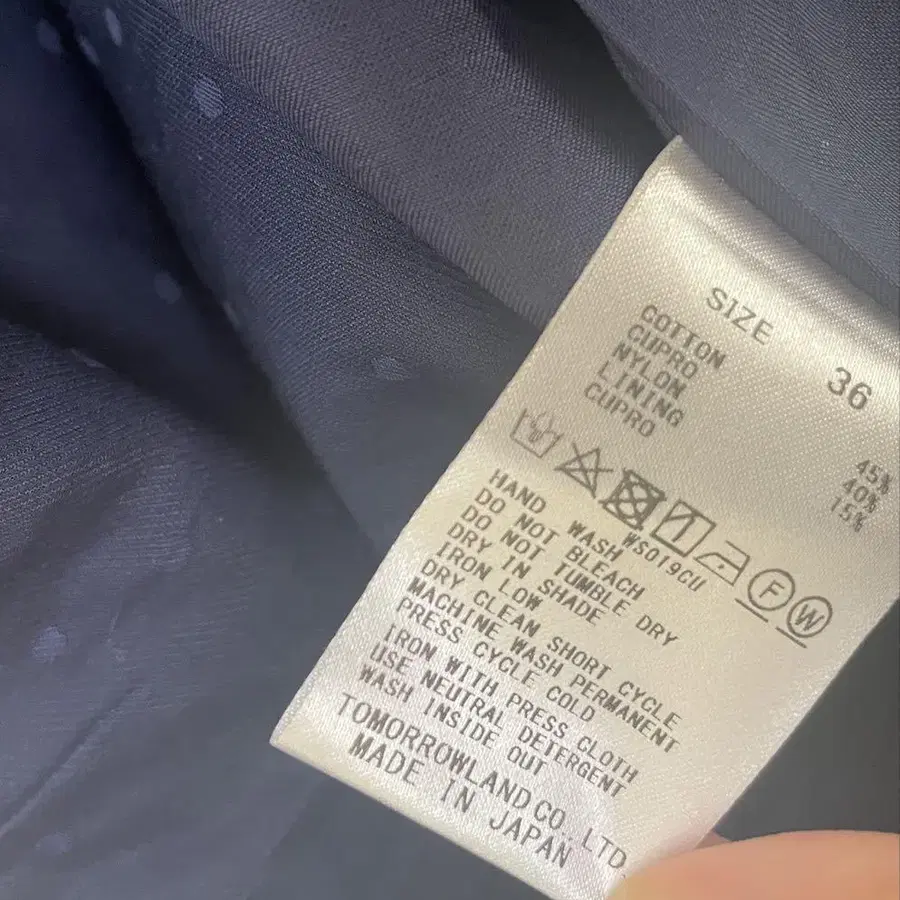 SIZE 36
COTTON 45%
CUPRO 40%
NYLON 15%
LINING
CUPRO
F W
WS019CU
HAND WASH
DO NOT BLEACH
DO NOT TUMBLE DRY
DRY IN SHADE
IRON LOW
DRY CLEAN SHORT CYCLE
MACHINE WASH PERMANENT
PRESS CYCLE COLD
IRON WITH PRESS CLOTH
USE NEUTRAL DETERGENT
WASH INSIDE OUT
TOMORROWLAND CO., LTD.
MADE IN JAPAN